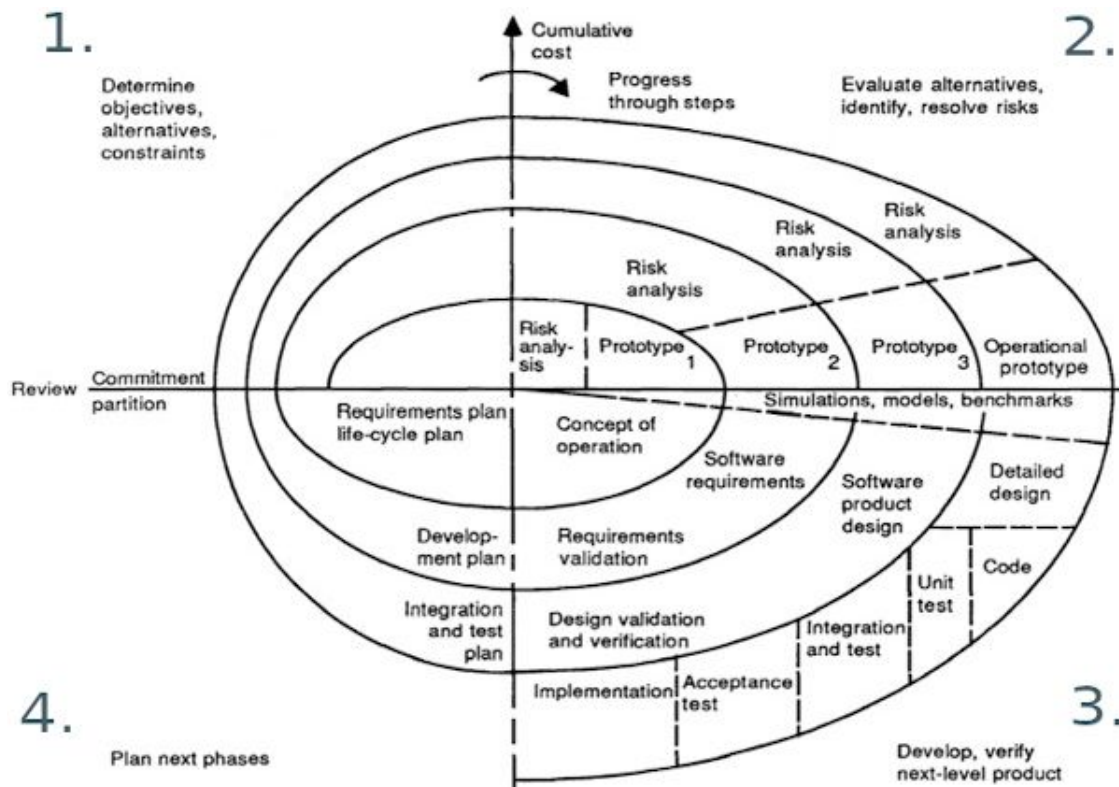 1.
Determine
objectives,
alternatives,
constraints
Cumulative
cost
Progress
through steps
2.
Evaluate alternatives,
identify, resolve risks
Risk
analysis
Risk
analysis
Risk
analysis
Risk
analy-
sis
Prototype 1
Prototype 2
Prototype 3
Operational
prototype
Review
Commitment
partition
Simulations, models, benchmarks
Requirements plan
life-cycle plan
Concept of
operation
Software
requirements
Software
product
design
Detailed
design
Develop-
ment plan
Requirements
validation
Code
Unit
test
Integration
and test
plan
Design validation
and verification
Integration
and test
Implementation
Acceptance
test
4.
Plan next phases
3.
Develop, verify
next-level product